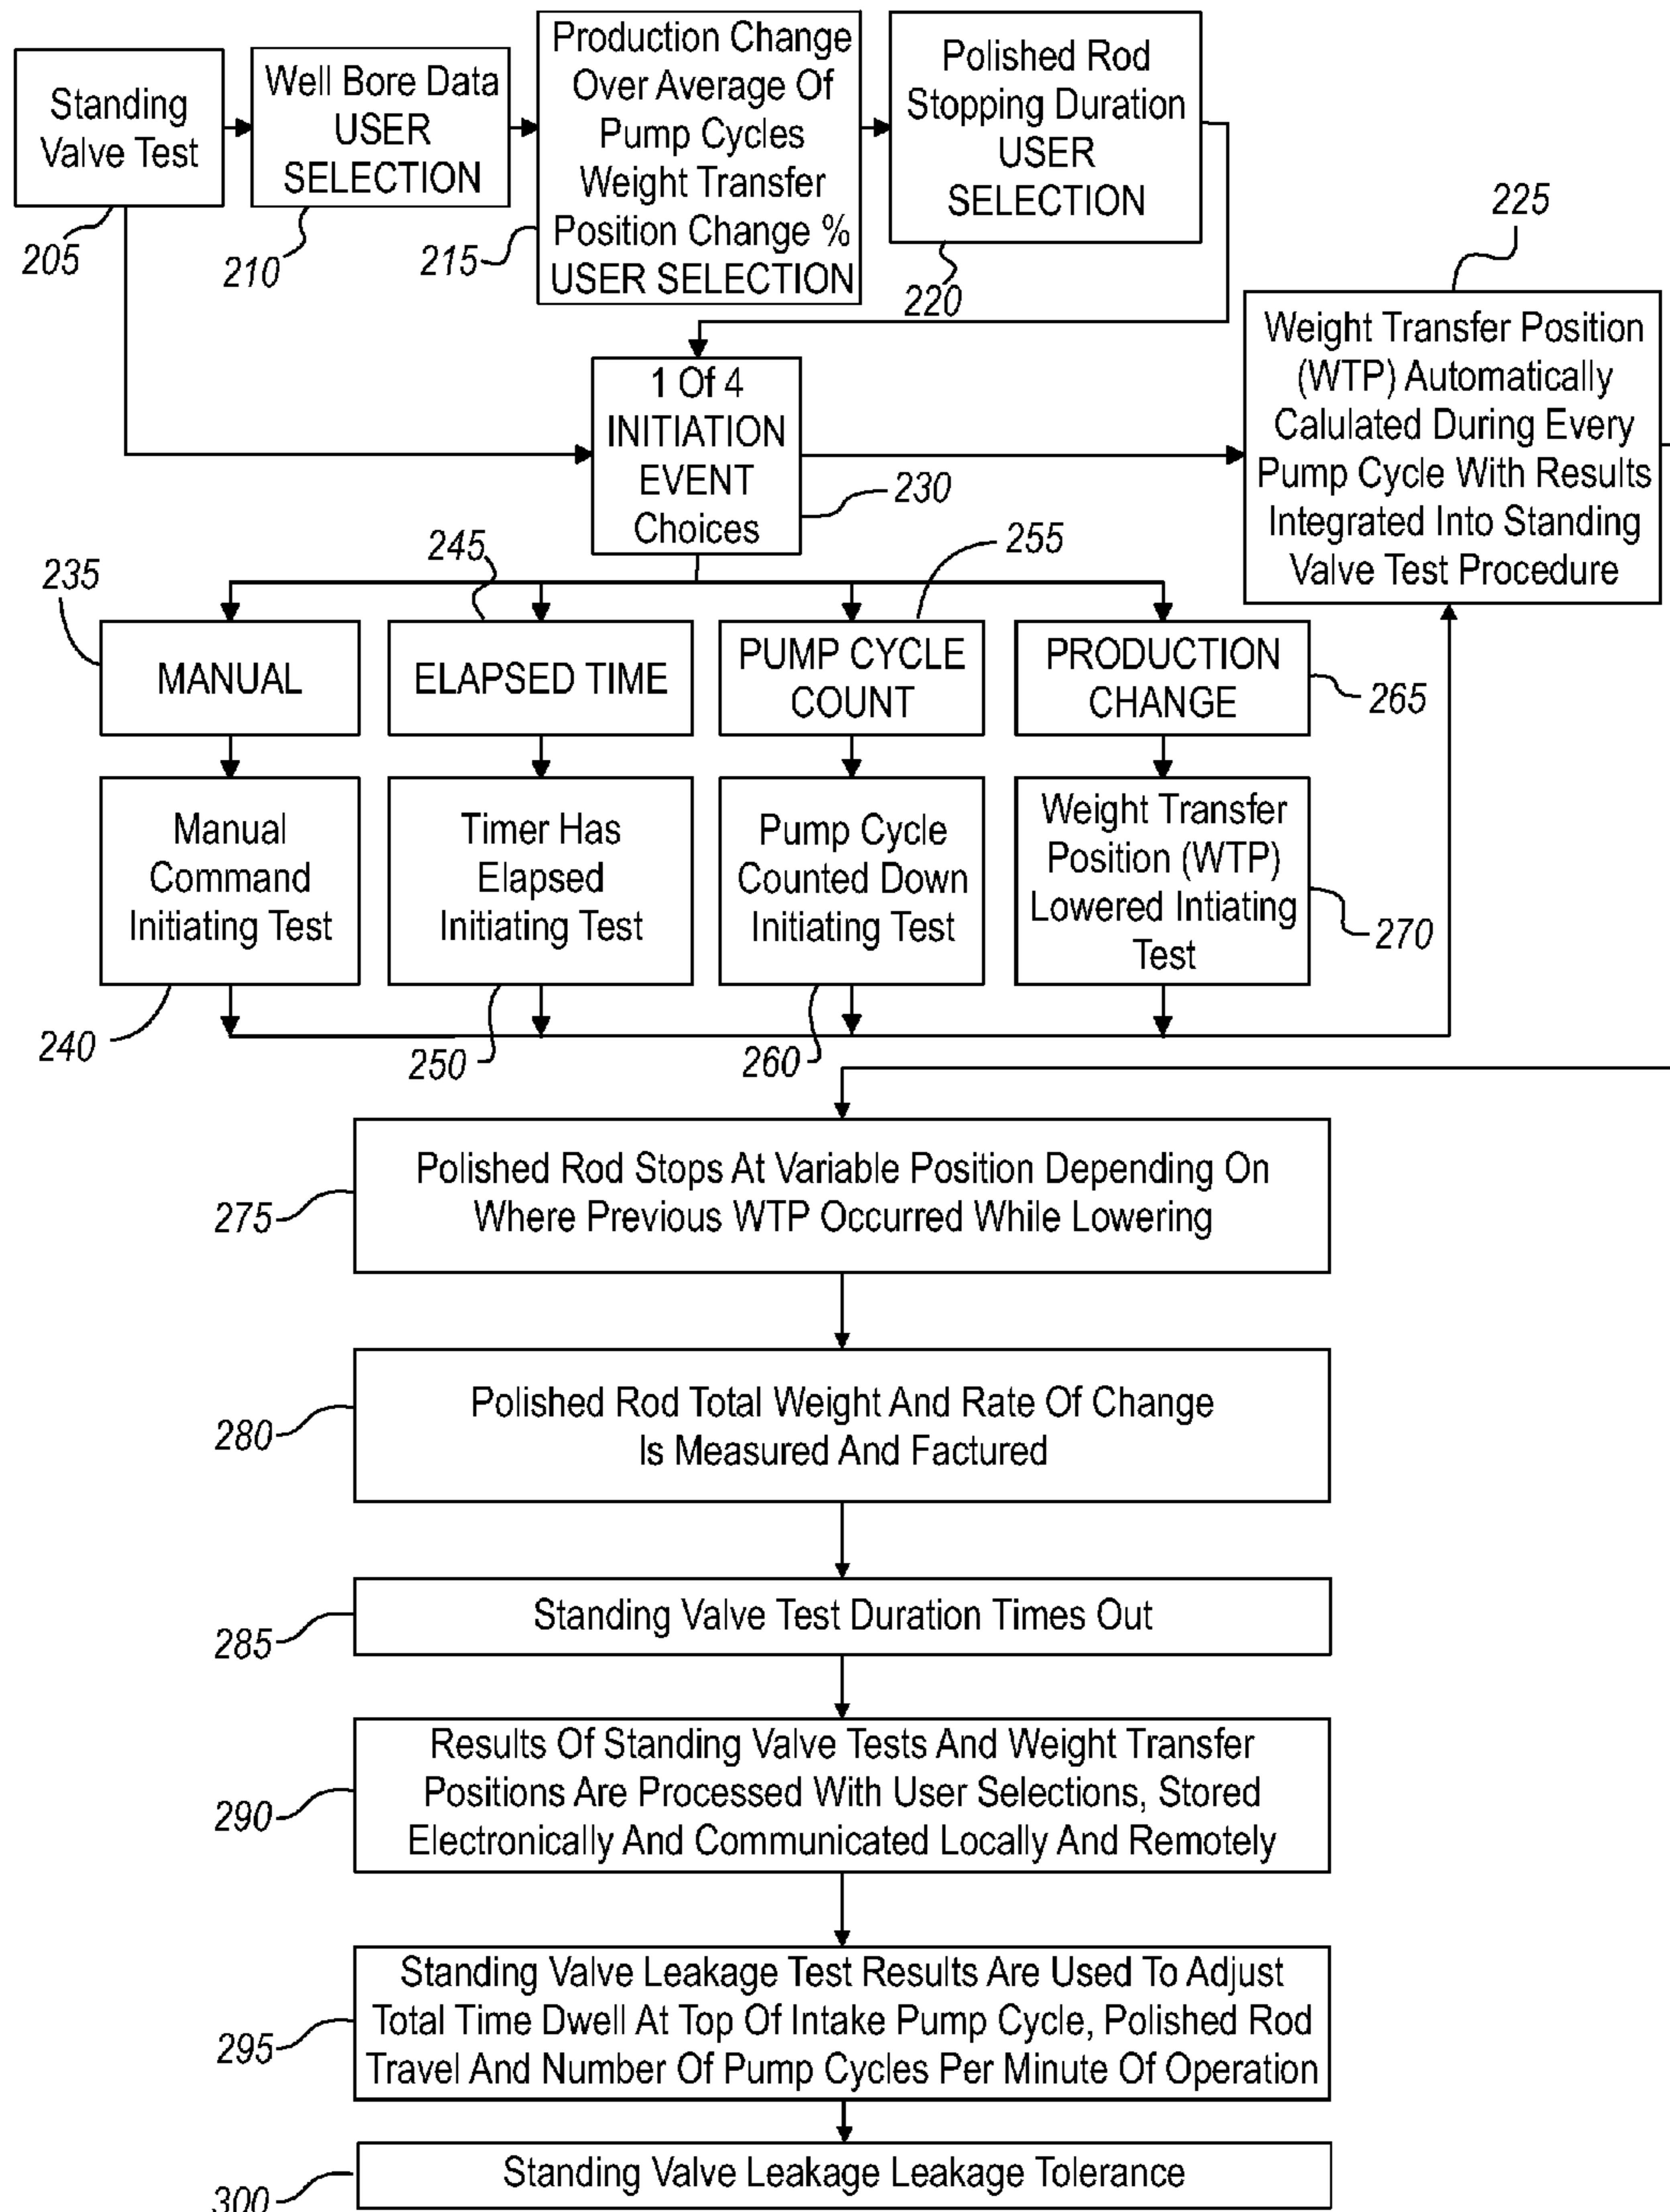 Standing
Valve Test
205
Well Bore Data
USER
SELECTION
210
Production Change
Over Average Of
Pump Cycles
Weight Transfer
Position Change %
USER SELECTION
215
Polished Rod
Stopping Duration
USER
SELECTION
220
225
Weight Transfer Position
(WTP) Automatically
Calulated During Every
Pump Cycle With Results
Integrated Into Standing
Valve Test Procedure
1 Of 4
INITIATION
EVENT
Choices
230
235
MANUAL
245
ELAPSED TIME
255
PUMP CYCLE
COUNT
PRODUCTION
CHANGE
265
Manual
Command
Initiating Test
240
Timer Has
Elapsed
Initiating Test
250
Pump Cycle
Counted Down
Initiating Test
260
Weight Transfer
Position (WTP)
Lowered Intiating
Test
270
Polished Rod Stops At Variable Position Depending On
Where Previous WTP Occurred While Lowering
275
Polished Rod Total Weight And Rate Of Change
Is Measured And Factured
280
Standing Valve Test Duration Times Out
285
Results Of Standing Valve Tests And Weight Transfer
Positions Are Processed With User Selections, Stored
Electronically And Communicated Locally And Remotely
290
Standing Valve Leakage Test Results Are Used To Adjust
Total Time Dwell At Top Of Intake Pump Cycle, Polished Rod
Travel And Number Of Pump Cycles Per Minute Of Operation
295
Standing Valve Leakage Leakage Tolerance
300